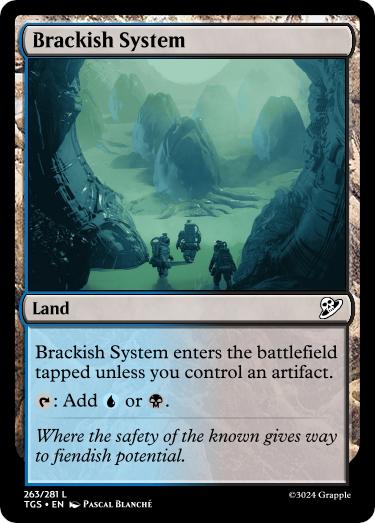 Brackish System
Land
Brackish System enters the battlefield
tapped unless you control an artifact.
: Add or .
Where the safety of the known gives way
to fiendish potential.
263/281 L
TGS • EN Pascal Blanché
©3024 Grapple